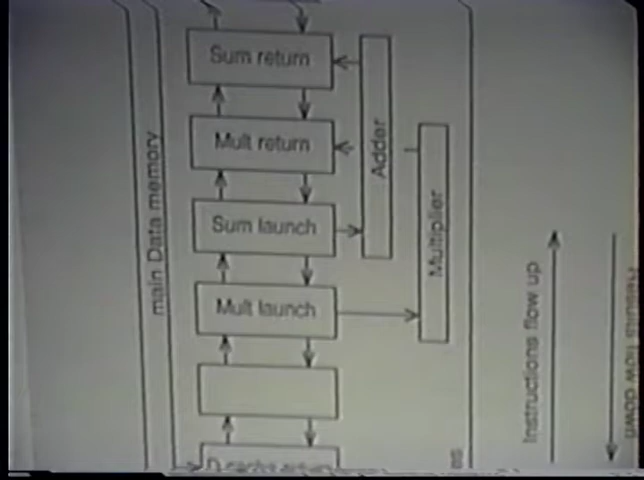 Sum return
Mult return
Sum launch
Mult launch
Adder
Multiplier
main Data memory
Instructions flow up
Results flow down